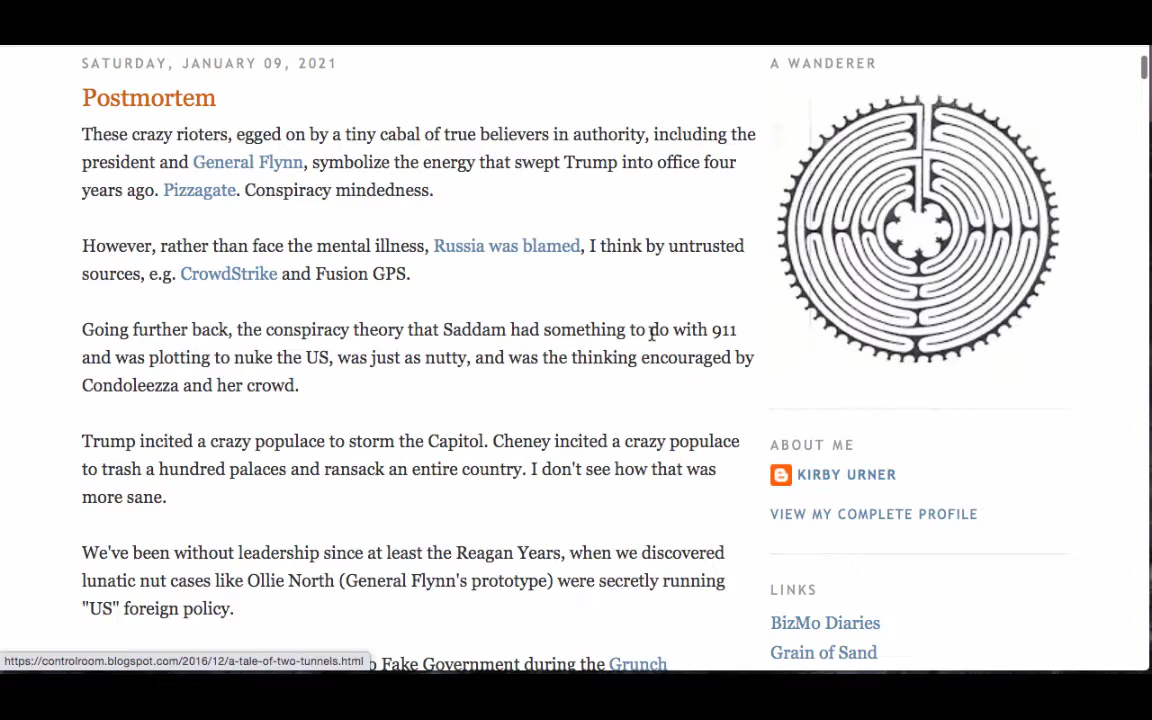 SATURDAY, JANUARY 09, 2021
Postmortem
These crazy rioters, egged on by a tiny cabal of true believers in authority, including the
president and General Flynn, symbolize the energy that swept Trump into office four
years ago. Pizzagate. Conspiracy mindedness.
However, rather than face the mental illness, Russia was blamed, I think by untrusted
sources, e.g. CrowdStrike and Fusion GPS.
Going further back, the conspiracy theory that Saddam had something to do with 911
and was plotting to nuke the US, was just as nutty, and was the thinking encouraged by
Condoleezza and her crowd.
Trump incited a crazy populace to storm the Capitol. Cheney incited a crazy populace
to trash a hundred palaces and ransack an entire country. I don't see how that was
more sane.
We've been without leadership since at least the Reagan Years, when we discovered
lunatic nut cases like Ollie North (General Flynn's prototype) were secretly running
"US" foreign policy.
o Fake Government during the Grunch
https://controlroom.blogspot.com/2016/12/a-tale-of-two-tunnels.html
A WANDERER
ABOUT ME
KIRBY URNER
VIEW MY COMPLETE PROFILE
LINKS
BizMo Diaries
Grain of Sand